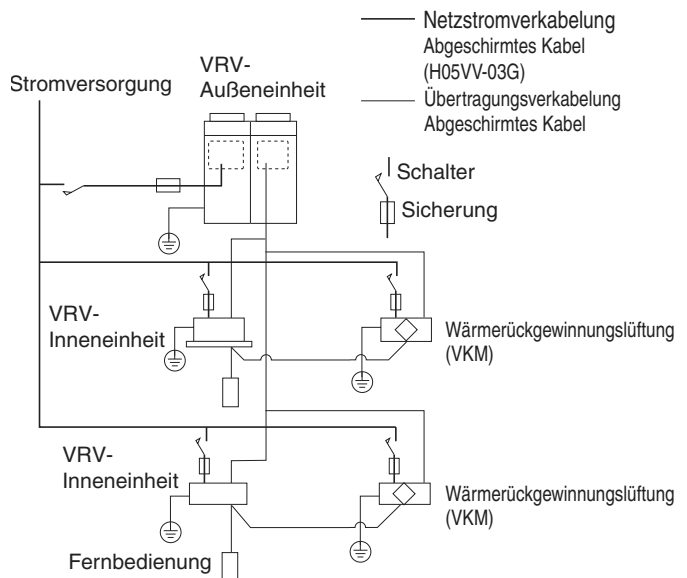 Netzstromverkabelung
Abgeschirmtes Kabel
(H05VV-03G)
Übertragungsverkabelung
Abgeschirmtes Kabel
Stromversorgung
VRV-
Außeneinheit
Schalter
Sicherung
VRV-
Inneneinheit
Wärmerückgewinnungslüftung
(VKM)
VRV-
Inneneinheit
Wärmerückgewinnungslüftung
(VKM)
Fernbedienung